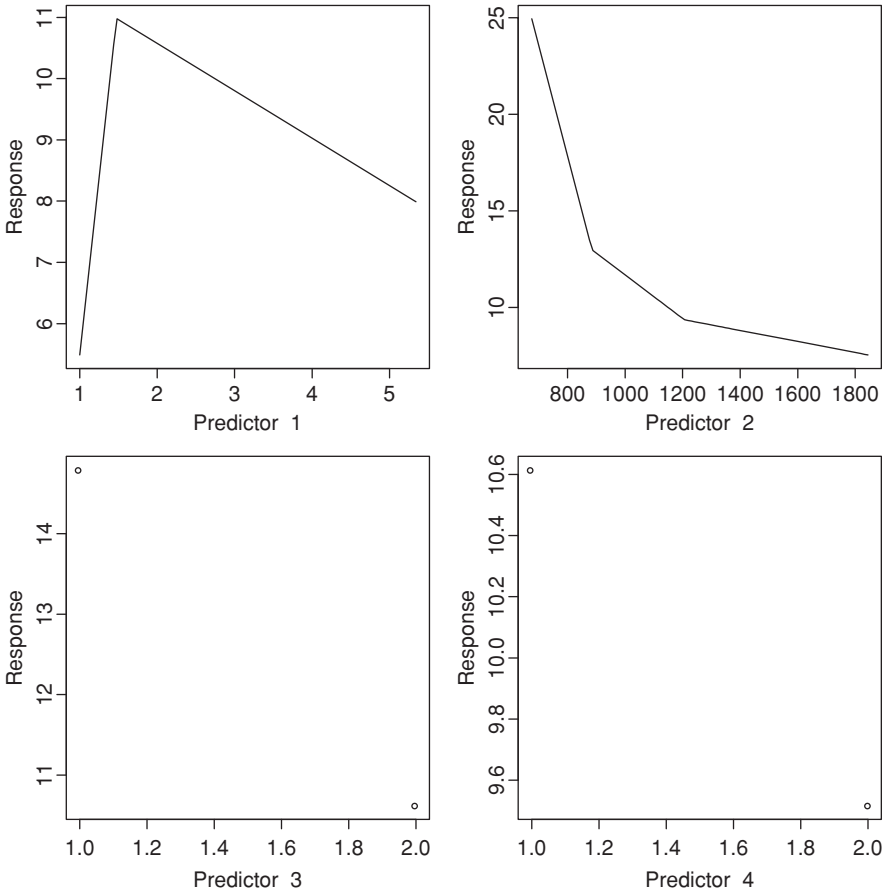 11
10
9
8
7
6
Response
1 2 3 4 5
Predictor 1
25
20
15
10
Response
800 1000 1200 1400 1600 1800
Predictor 2
14
13
12
11
Response
1.0 1.2 1.4 1.6 1.8 2.0
Predictor 3
10.6
10.4
10.2
10.0
9.8
9.6
Response
1.0 1.2 1.4 1.6 1.8 2.0
Predictor 4